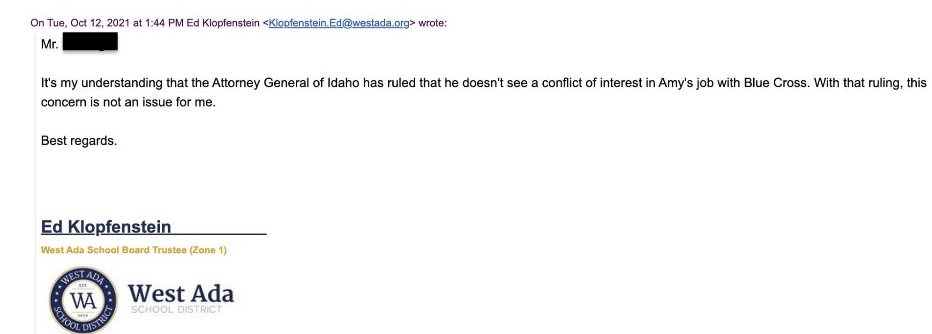 On Tue, Oct 12, 2021 at 1:44 PM Ed Klopfenstein <Klopfenstein.Ed@westada.org> wrote:
Mr.
It's my understanding that the Attorney General of Idaho has ruled that he doesn't see a conflict of interest in Amy's job with Blue Cross. With that ruling, this
concern is not an issue for me.
Best regards.
Ed Klopfenstein
West Ada School Board Trustee (Zone 1)
WEST ADA
WA
SCHOOL DISTRICT
West Ada
SCHOOL DISTRICT